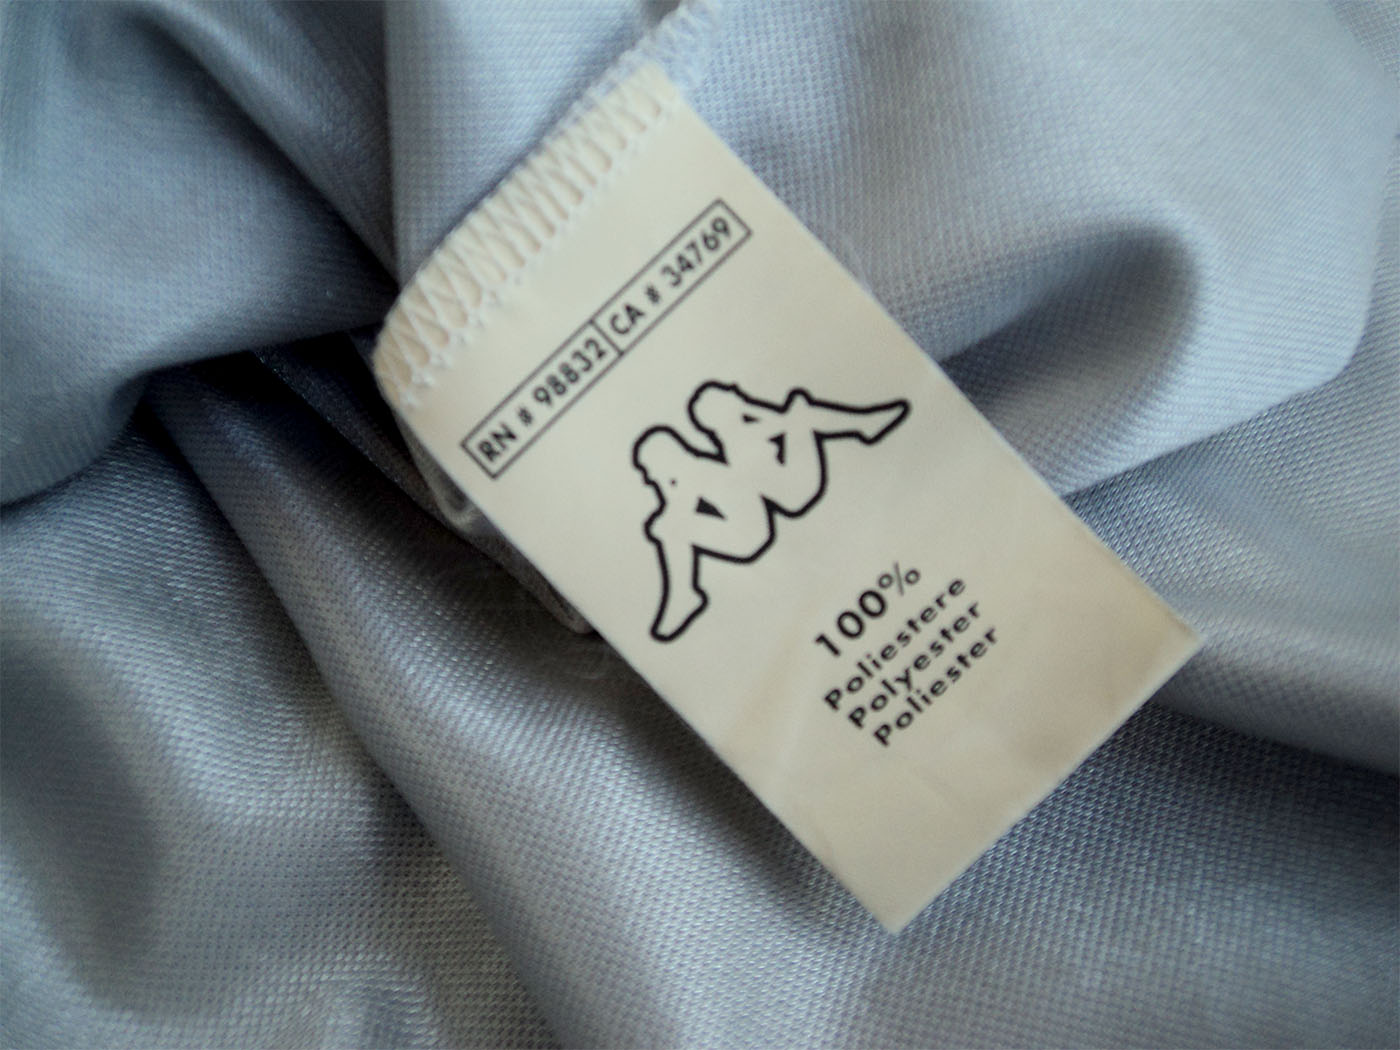 RN # 98832 CA # 34769
100%
Poliestere
Polyester
Poliester